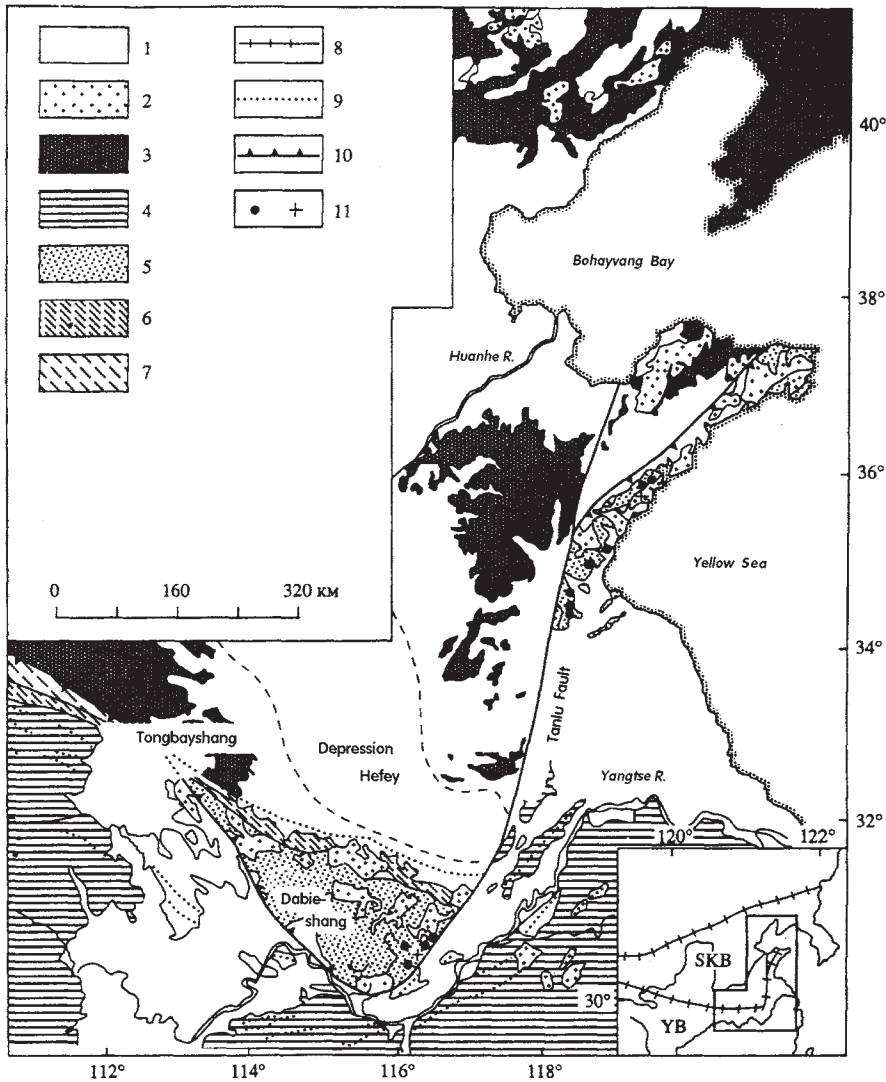 1
2
3
4
5
6
7
8
9
10
11
40°
38°
36°
34°
32°
Bohayvang Bay
Huanhe R.
Yellow Sea
0 160 320 км
Tanlu Fault
Tongbayshang
Depression
Hefey
Yangtse R.
Dabie-
shang
120° 122°
SKB
YB
30°
112° 114° 116° 118°